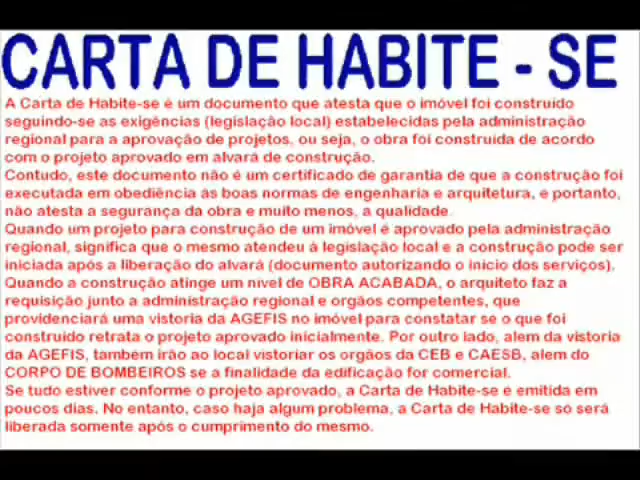 CARTA DE HABITE - SE
A Carta de Habite-se é um documento que atesta que o imóvel foi construído
seguindo-se as exigências (legislação local) estabelecidas pela administração
regional para a aprovação de projetos, ou seja, o obra foi construída de acordo
com o projeto aprovado em alvará de construção.
Contudo, este documento não é um certificado de garantia de que a construção foi
executada em obediência às boas normas de engenharia e arquitetura, e portanto,
não atesta a segurança da obra e muito menos, a qualidade.
Quando um projeto para construção de um imóvel é aprovado pela administração
regional, significa que o mesmo atendeu à legislação local e a construção pode ser
iniciada após a liberação do alvará (documento autorizando o início dos serviços).
Quando a construção atinge um nível de OBRA ACABADA, o arquiteto faz a
requisição junto a administração regional e orgãos competentes, que
providenciará uma vistoria da AGEFIS no imóvel para constatar se o que foi
construído retrata o projeto aprovado inicialmente. Por outro lado, alem da vistoria
da AGEFIS, também irão ao local vistoriar os orgãos da CEB e CAESB, alem do
CORPO DE BOMBEIROS se a finalidade da edificação for comercial.
Se tudo estiver conforme o projeto aprovado, a Carta de Habite-se é emitida em
poucos dias. No entanto, caso haja algum problema, a Carta de Habite-se só será
liberada somente após o cumprimento do mesmo.